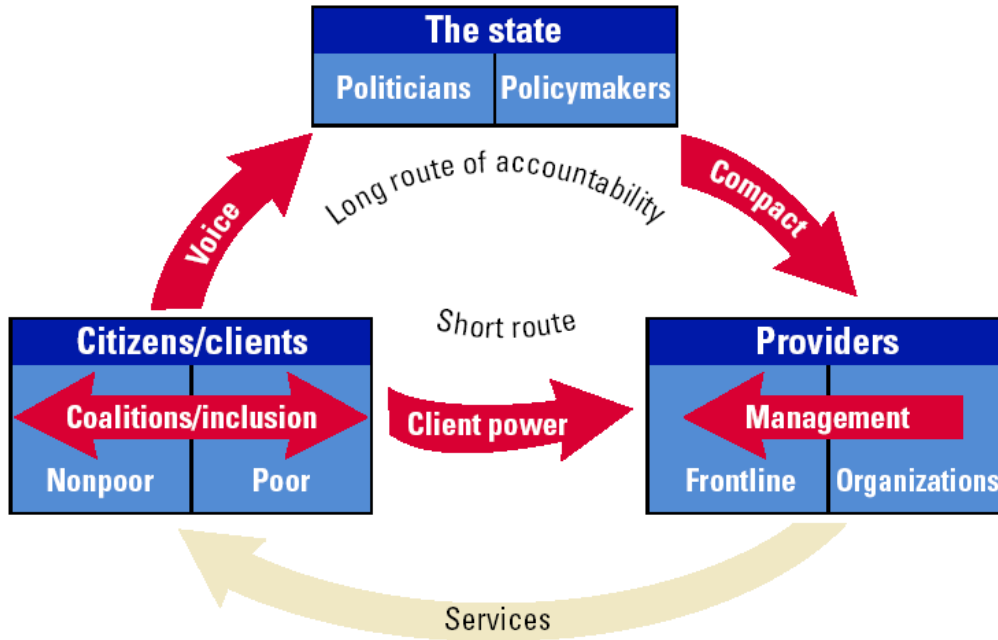 The state
Politicians
Policymakers
Long route of accountability
Voice
Compact
Short route
Citizens/clients
Providers
Coalitions/inclusion
Client power
Management
Nonpoor
Poor
Frontline
Organizations
Services